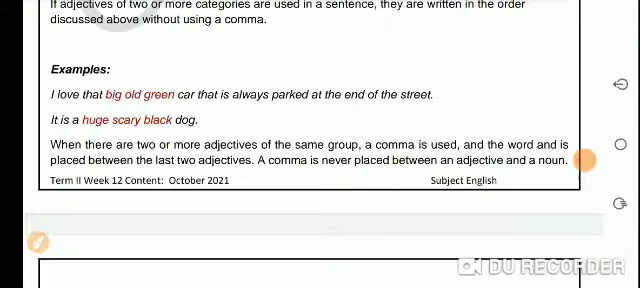 If adjectives of two or more categories are used in a sentence, they are written in the order
discussed above without using a comma.
Examples:
I love that big old green car that is always parked at the end of the street.
It is a huge scary black dog.
When there are two or more adjectives of the same group, a comma is used, and the word and is
placed between the last two adjectives. A comma is never placed between an adjective and a noun.
Term II Week 12 Content: October 2021 Subject English
DU RECORDER